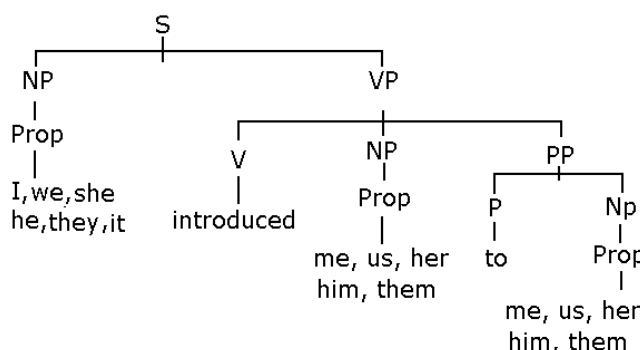 S
NP
VP
Prop
V
NP
PP
I,we,she
he,they,it
introduced
Prop
P
Np
me, us, her
him, them
to
Prop
me, us, her
him, them